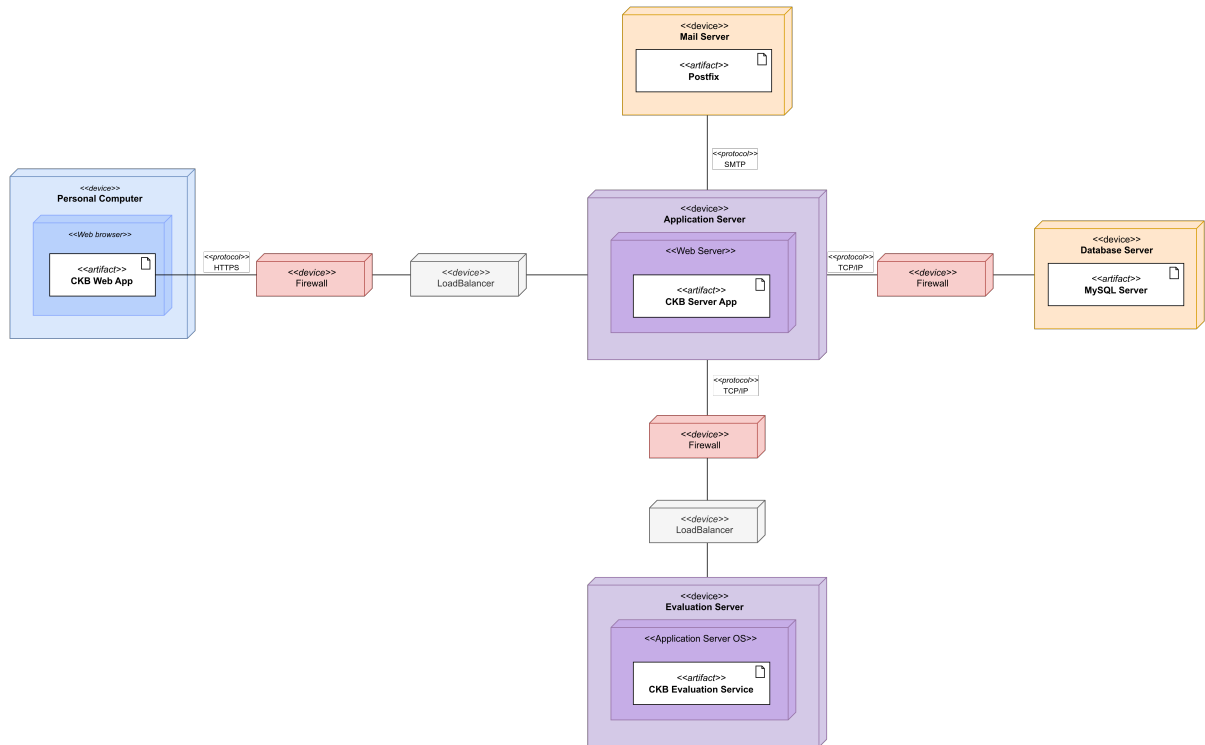 <<device>>
Mail Server
<<artifact>>
Postfix
<<protocol>>
SMTP
<<device>>
Personal Computer
<<Web browser>>
<<artifact>>
CKB Web App
<<protocol>>
HTTPS
<<device>>
Firewall
<<device>>
LoadBalancer
<<device>>
Application Server
<<Web Server>>
<<artifact>>
CKB Server App
<<protocol>>
TCP/IP
<<device>>
Firewall
<<device>>
Database Server
<<artifact>>
MySQL Server
<<protocol>>
TCP/IP
<<device>>
Firewall
<<device>>
LoadBalancer
<<device>>
Evaluation Server
<<Application Server OS>>
<<artifact>>
CKB Evaluation Service